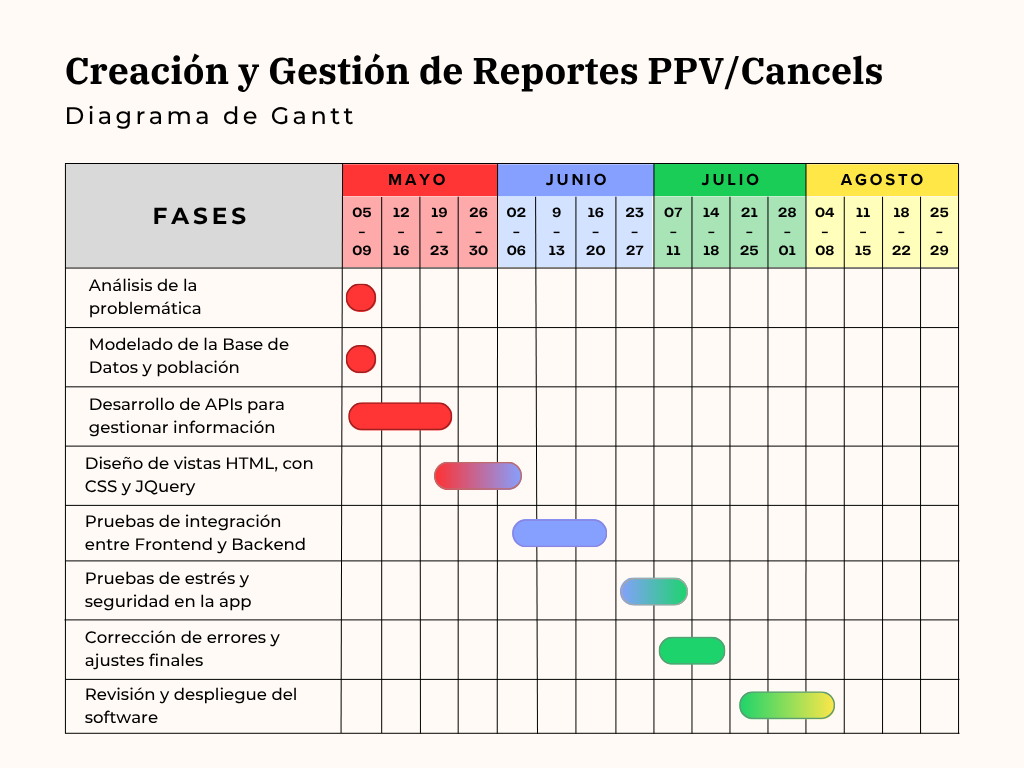 Creación y Gestión de Reportes PPV/Cancels
Diagrama de Gantt
FASES
MAYO JUNIO JULIO AGOSTO
05 12 19 26 02 9 16 23 07 14 21 28 04 11 18 25
- - - - - - - - - - - - - - - -
09 16 23 30 06 13 20 27 11 18 25 01 08 15 22 29
Análisis de la
problemática
Modelado de la Base de
Datos y población
Desarrollo de APIs para
gestionar información
Diseño de vistas HTML, con
CSS y JQuery
Pruebas de integración
entre Frontend y Backend
Pruebas de estrés y
seguridad en la app
Corrección de errores y
ajustes finales
Revisión y despliegue del
software